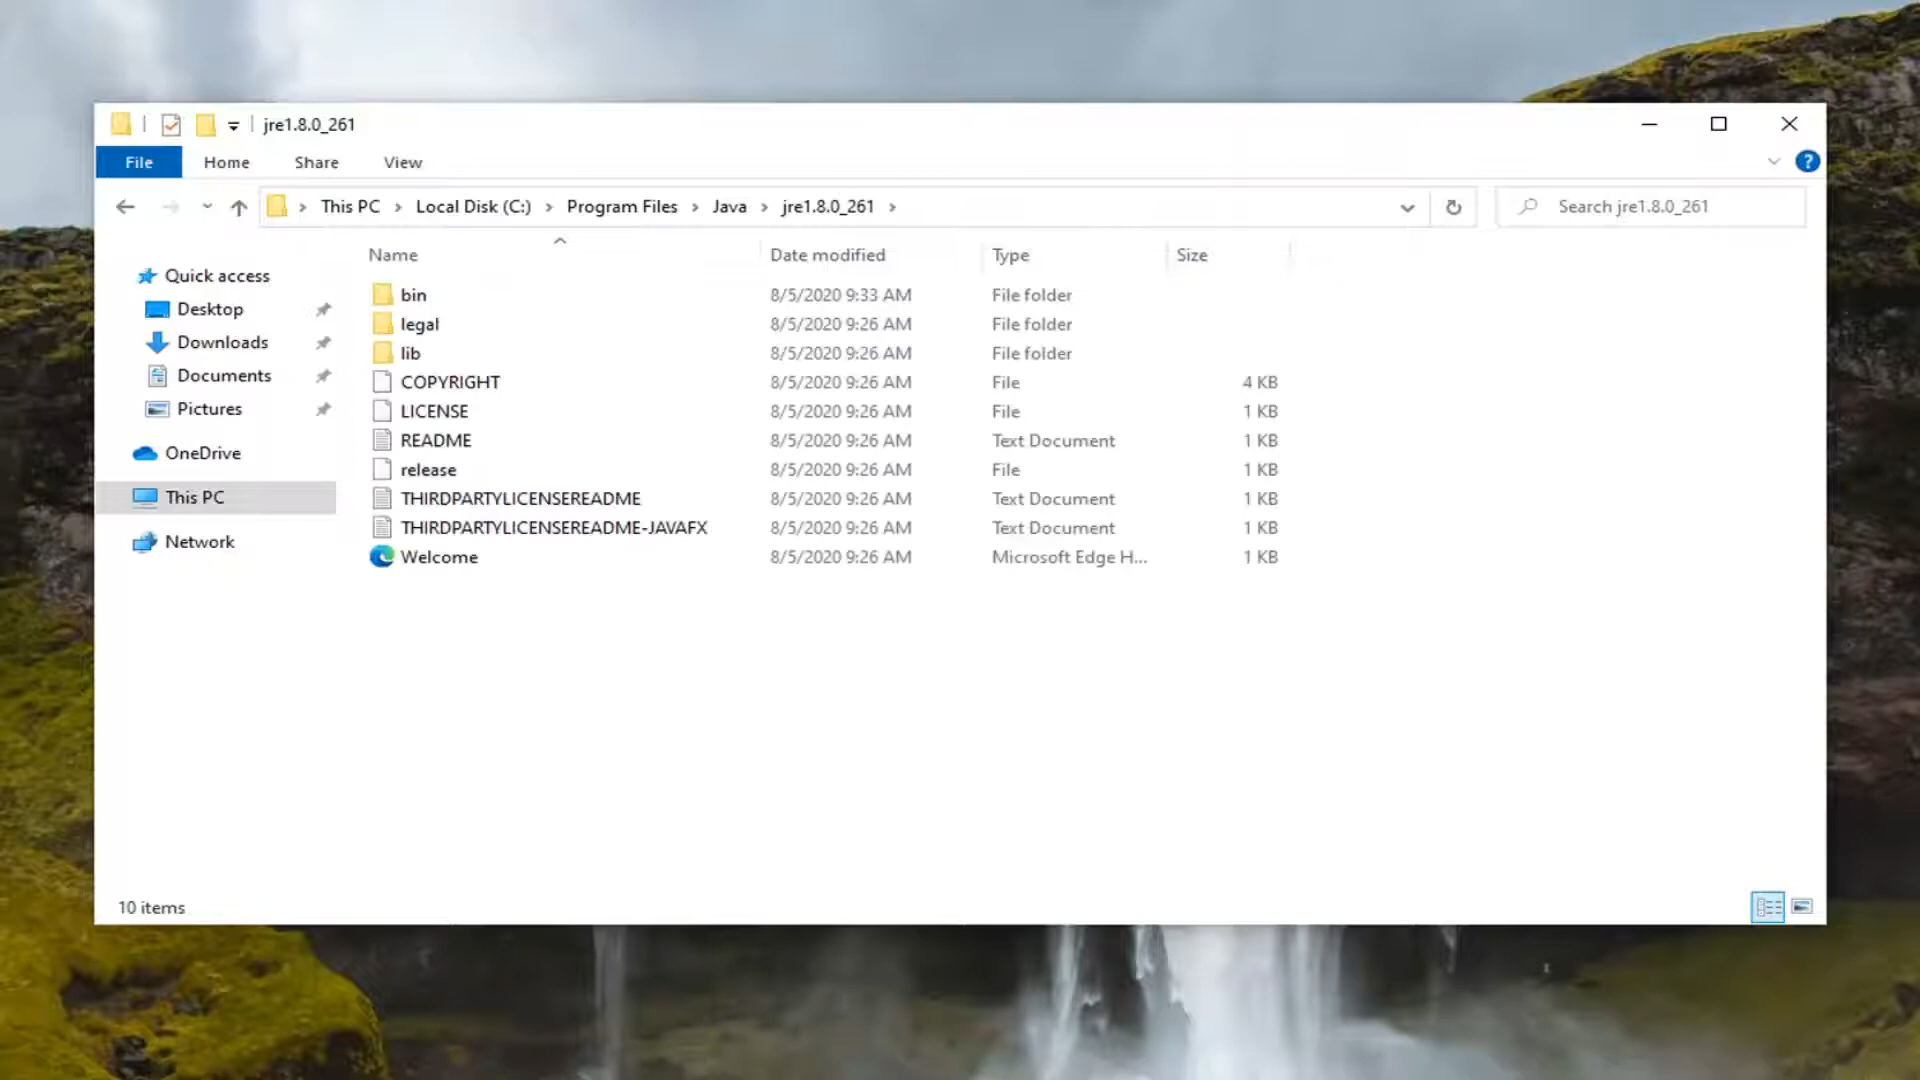 jre1.8.0_261
File Home Share View ?
This PC Local Disk (C:) Program Files Java jre1.8.0_261 Search jre1.8.0_261
Name Date modified Type Size
Quick access
Desktop
Downloads
Documents
Pictures
OneDrive
This PC
Network
bin 8/5/2020 9:33 AM File folder
legal 8/5/2020 9:26 AM File folder
lib 8/5/2020 9:26 AM File folder
COPYRIGHT 8/5/2020 9:26 AM File 4 KB
LICENSE 8/5/2020 9:26 AM File 1 KB
README 8/5/2020 9:26 AM Text Document 1 KB
release 8/5/2020 9:26 AM File 1 KB
THIRDPARTYLICENSEREADME 8/5/2020 9:26 AM Text Document 1 KB
THIRDPARTYLICENSEREADME-JAVAFX 8/5/2020 9:26 AM Text Document 1 KB
Welcome 8/5/2020 9:26 AM Microsoft Edge H... 1 KB
10 items